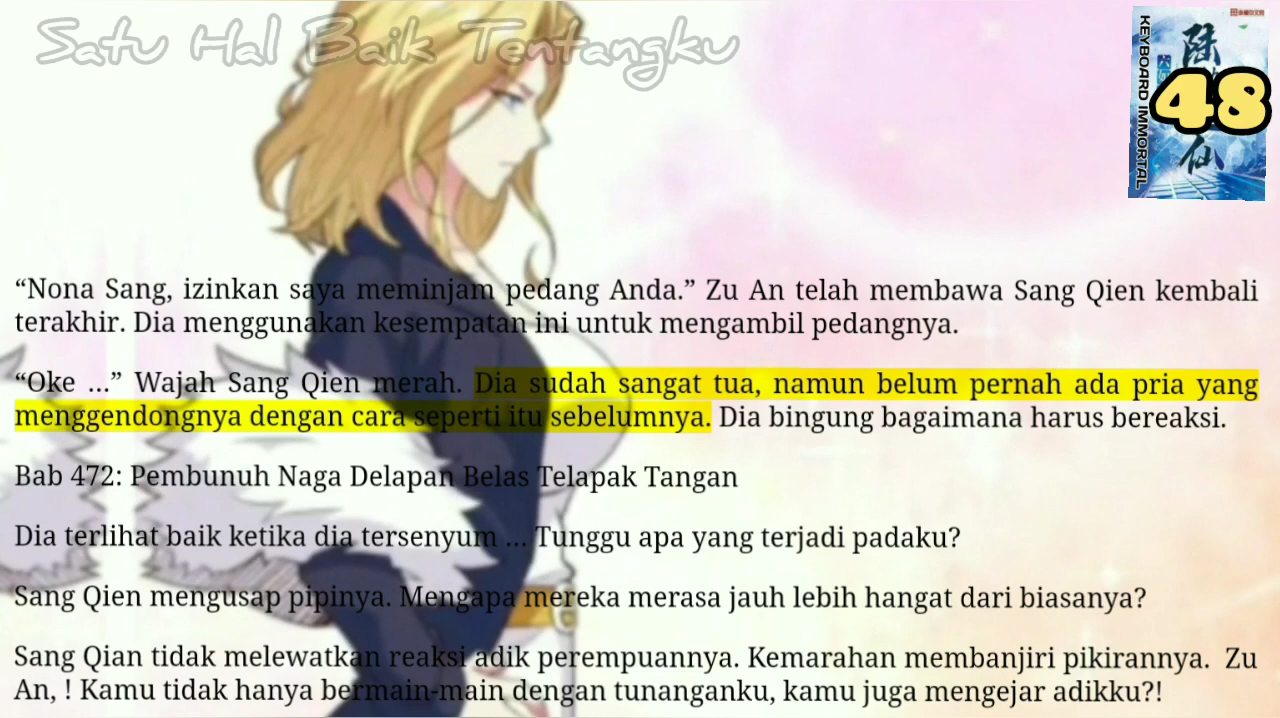 Satu Hal Baik Tentangku
KEYBOARD IMMORTAL
48
“Nona Sang, izinkan saya meminjam pedang Anda.” Zu An telah membawa Sang Qien kembali
terakhir. Dia menggunakan kesempatan ini untuk mengambil pedangnya.
“Oke …” Wajah Sang Qien merah. Dia sudah sangat tua, namun belum pernah ada pria yang
menggendongnya dengan cara seperti itu sebelumnya. Dia bingung bagaimana harus bereaksi.
Bab 472: Pembunuh Naga Delapan Belas Telapak Tangan
Dia terlihat baik ketika dia tersenyum … Tunggu apa yang terjadi padaku?
Sang Qien mengusap pipinya. Mengapa mereka merasa jauh lebih hangat dari biasanya?
Sang Qian tidak melewatkan reaksi adik perempuannya. Kemarahan membanjiri pikirannya. Zu
An, ! Kamu tidak hanya bermain-main dengan tunanganku, kamu juga mengejar adikku?!